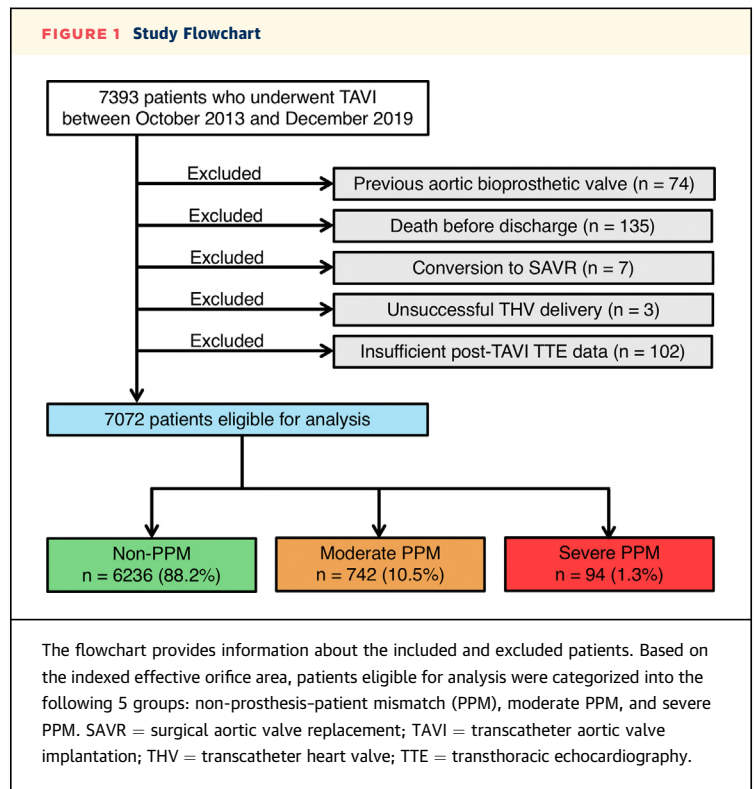 FIGURE 1 Study Flowchart
7393 patients who underwent TAVI
between October 2013 and December 2019
Excluded
Previous aortic bioprosthetic valve (n = 74)
Excluded
Death before discharge (n = 135)
Excluded
Conversion to SAVR (n = 7)
Excluded
Unsuccessful THV delivery (n = 3)
Excluded
Insufficient post-TAVI TTE data (n = 102)
7072 patients eligible for analysis
Non-PPM
n = 6236 (88.2%)
Moderate PPM
n = 742 (10.5%)
Severe PPM
n = 94 (1.3%)
The flowchart provides information about the included and excluded patients. Based on
the indexed effective orifice area, patients eligible for analysis were categorized into the
following 5 groups: non-prosthesis–patient mismatch (PPM), moderate PPM, and severe
PPM. SAVR = surgical aortic valve replacement; TAVI = transcatheter aortic valve
implantation; THV = transcatheter heart valve; TTE = transthoracic echocardiography.